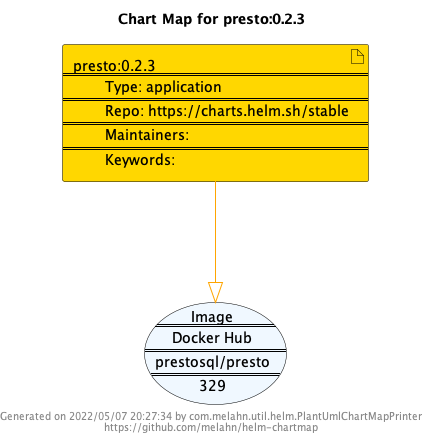 Chart Map for presto:0.2.3
presto:0.2.3
Type: application
Repo: https://charts.helm.sh/stable
Maintainers:
Keywords:
Image
Docker Hub
prestosql/presto
329
Generated on 2022/05/07 20:27:34 by com.melahn.util.helm.PlantUmlChartMapPrinter
https://github.com/melahn/helm-chartmap